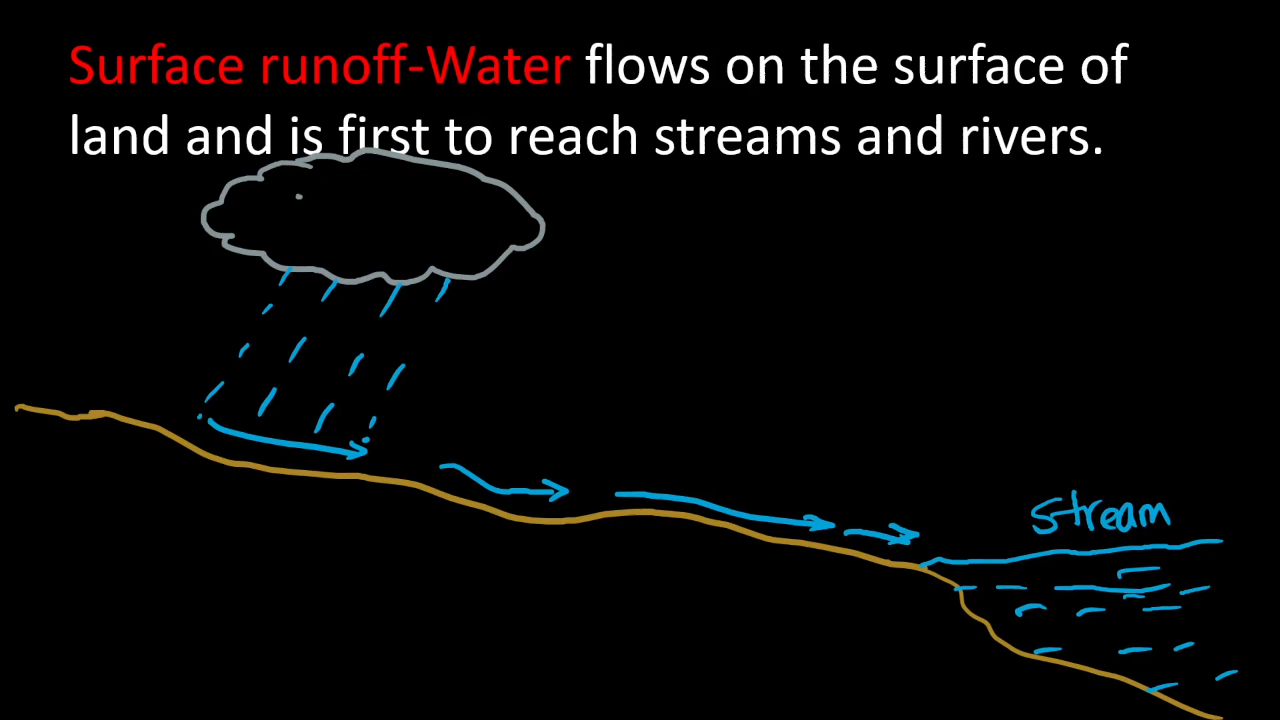 Surface runoff-Water flows on the surface of
land and is first to reach streams and rivers.
stream